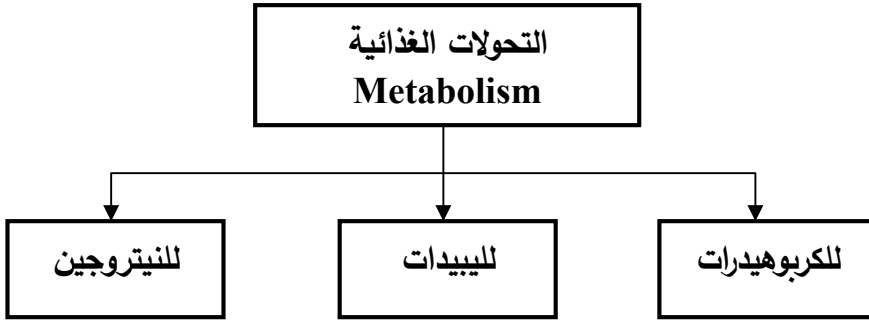 التحولات الغذائية
Metabolism
للكربوهيدرات
لليبيدات
للنيتروجين